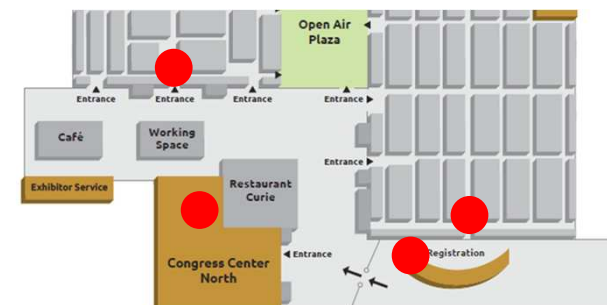 Open Air
Plaza
Entrance
Entrance
Entrance
Entrance
Café
Working
Space
Entrance
Exhibitor Service
Restaurant
Curie
Entrance
Registration
Congress Center
North